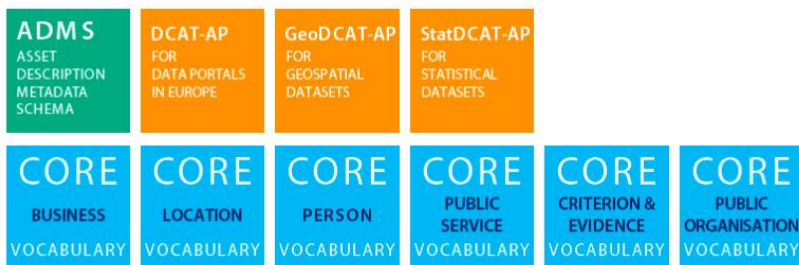 ADMS
ASSET
DESCRIPTION
METADATA
SCHEMA
DCAT-AP
FOR
DATA PORTALS
IN EUROPE
GeoDCAT-AP
FOR
GEOSPATIAL
DATASETS
StatDCAT-AP
FOR
STATISTICAL
DATASETS
CORE
BUSINESS
VOCABULARY
CORE
LOCATION
VOCABULARY
CORE
PERSON
VOCABULARY
CORE
PUBLIC
SERVICE
VOCABULARY
CORE
CRITERION &
EVIDENCE
VOCABULARY
CORE
PUBLIC
ORGANISATION
VOCABULARY